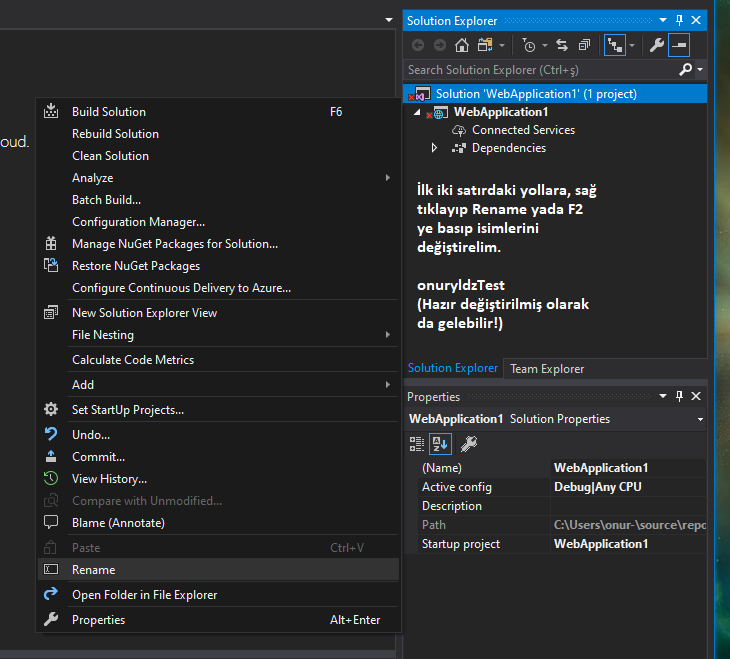 oud.
Build Solution F6
Rebuild Solution
Clean Solution
Analyze
Batch Build...
Configuration Manager...
Manage NuGet Packages for Solution...
Restore NuGet Packages
Configure Continuous Delivery to Azure...
New Solution Explorer View
File Nesting
Calculate Code Metrics
Add
Set StartUp Projects...
Undo...
Commit...
View History...
Compare with Unmodified...
Blame (Annotate)
Paste Ctrl+V
Rename
Open Folder in File Explorer
Properties Alt+Enter
Solution Explorer
Search Solution Explorer (Ctrl+ş)
Solution 'WebApplication1' (1 project)
WebApplication1
Connected Services
Dependencies
İlk iki satırdaki yollara, sağ
tıklayıp Rename yada F2
ye basıp isimlerini
değiştirelim.
onuryldzTest
(Hazır değiştirilmiş olarak
da gelebilir!)
Solution Explorer Team Explorer
Properties
WebApplication1 Solution Properties
(Name) WebApplication1
Active config Debug|Any CPU
Description
Path C:\Users\onur-\source\repo
Startup project WebApplication1